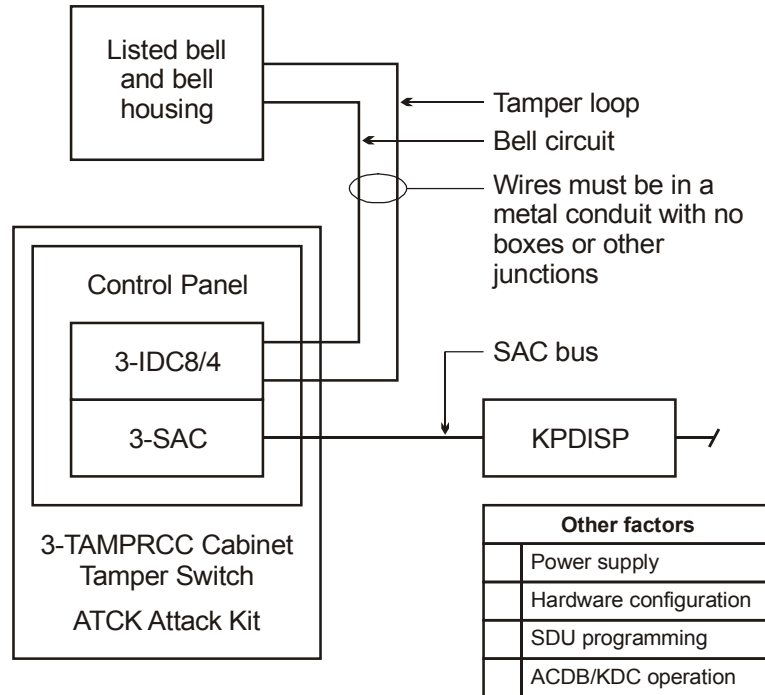 Listed bell
and bell
housing
Tamper loop
Bell circuit
Wires must be in a
metal conduit with no
boxes or other
junctions
Control Panel
3-IDC8/4
3-SAC
SAC bus
KPDISP
3-TAMPRCC Cabinet
Tamper Switch
ATCK Attack Kit
Other factors
Power supply
Hardware configuration
SDU programming
ACDB/KDC operation